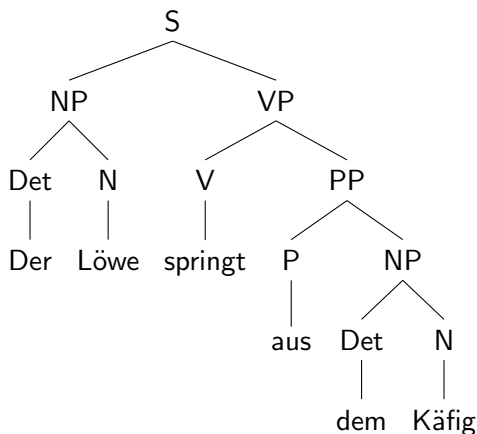 S
NP VP
Det N V PP
Der Löwe springt P NP
aus Det N
dem Käfig